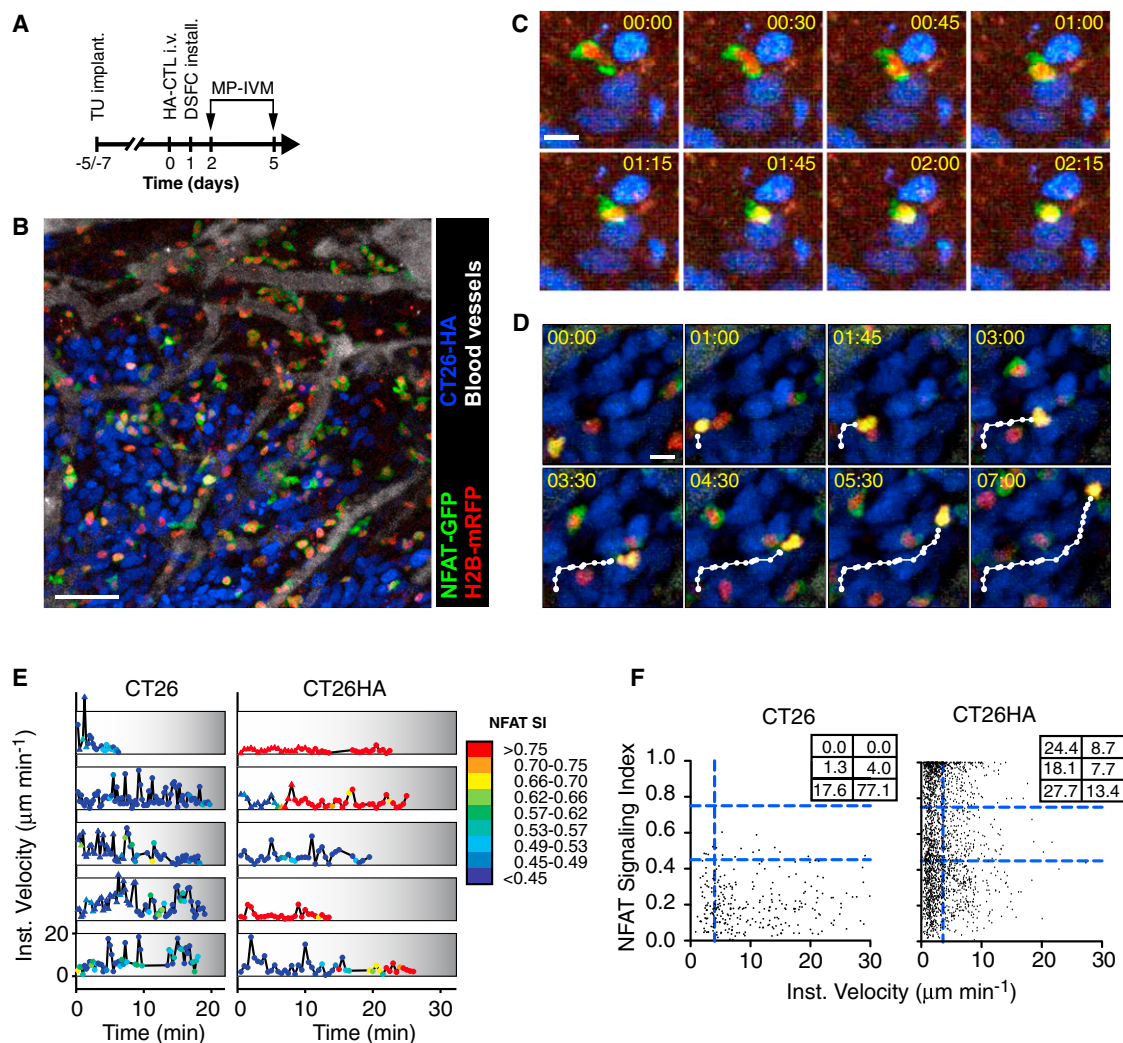 A
TU implant.
HA-CTL i.v.
DSFC install.
MP-IVM
-5/-7
0
1
2
5
Time (days)
B
NFAT-GFP
CT26-HA
H2B-mRFP
Blood vessels
C
00:00
00:30
00:45
01:00
01:15
01:45
02:00
02:15
D
00:00
01:00
01:45
03:00
03:30
04:30
05:30
07:00
E
CT26
CT26HA
Inst. Velocity (μm min-1)
20
0
0
10
20
Time (min)
0
10
20
30
Time (min)
NFAT SI
>0.75
0.70-0.75
0.66-0.70
0.62-0.66
0.57-0.62
0.53-0.57
0.49-0.53
0.45-0.49
<0.45
F
CT26
CT26HA
0.0 0.0
1.3 4.0
17.6 77.1
24.4 8.7
18.1 7.7
27.7 13.4
NFAT Signaling Index
1.0
0.8
0.6
0.4
0.2
0.0
0 10 20 30
0 10 20 30
Inst. Velocity (μm min-1)